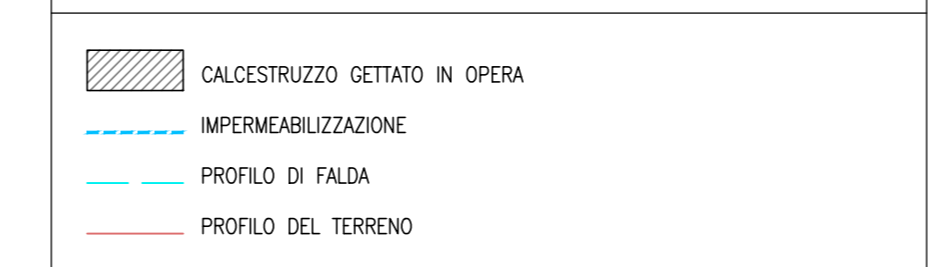 CALCESTRUZZO GETTATO IN OPERA
IMPERMEABILIZZAZIONE
PROFILO DI FALDA
PROFILO DEL TERRENO